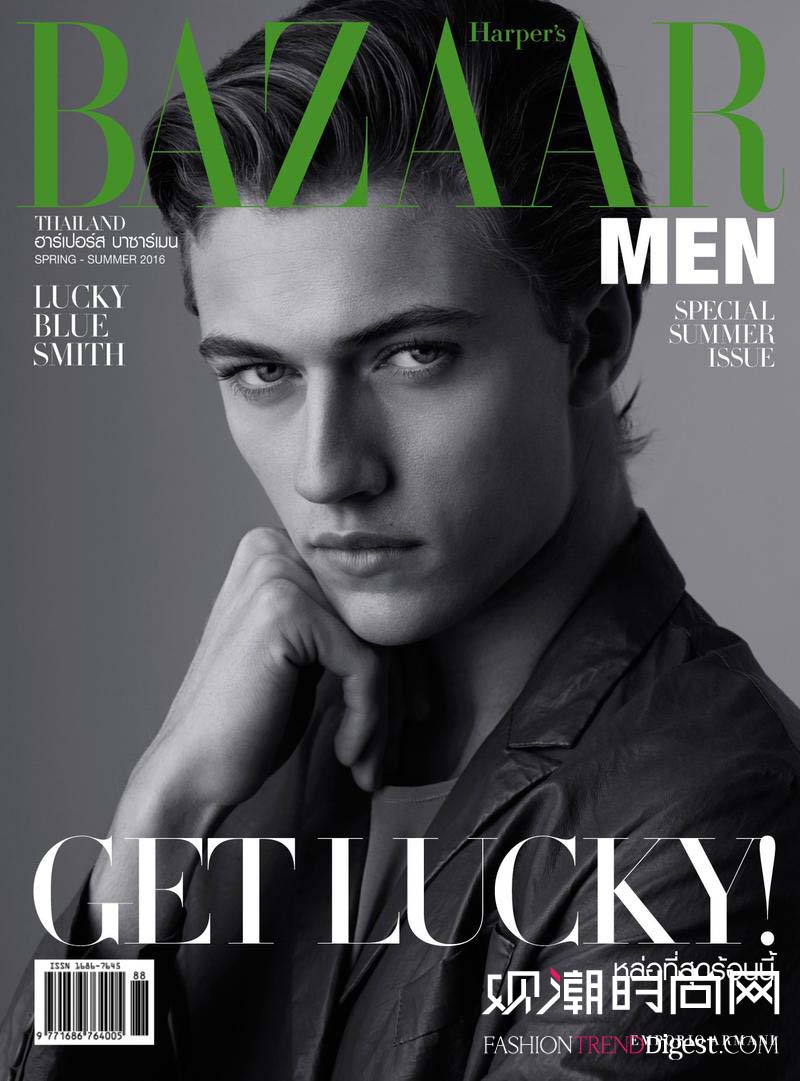 Harper's
BAZAAR
THAILAND
ฮาร์เปอร์ส บาซาร์เมน
SPRING - SUMMER 2016
MEN
LUCKY
BLUE
SMITH
SPECIAL
SUMMER
ISSUE
GET LUCKY!
หล่อที่สุดร้อนนี้
ISSN 1686-7645
88
9 771686 764005
观潮时尚网
EMPORIO ARMANI
FASHIONTRENDDigest.COM